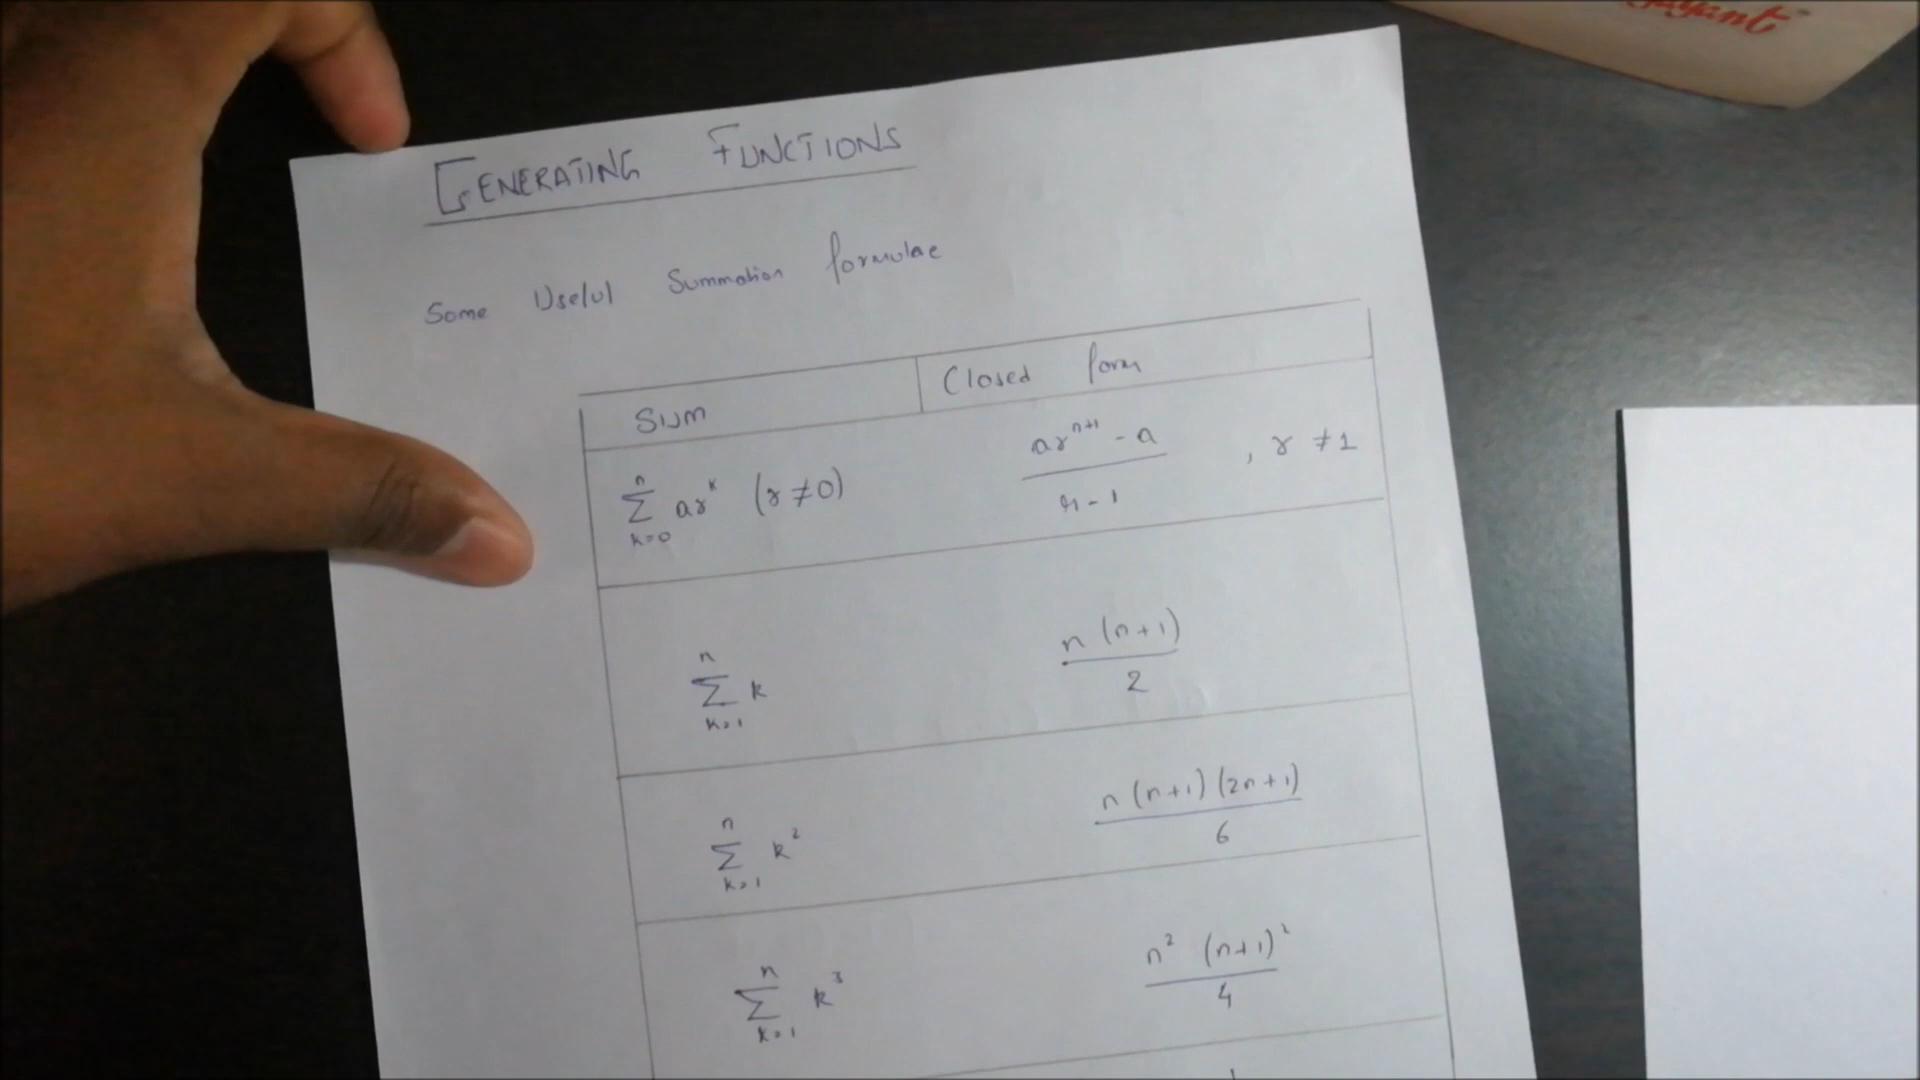 GENERATING FUNCTIONS
Some Useful Summation formulae
Sum Closed form
n∑k=0 ar^k (r≠0) (ar^(n+1) - a)/(r-1) , r ≠ 1
n∑k=1 k n(n+1)/2
n∑k=1 k² n(n+1)(2n+1)/6
n∑k=1 k³ n²(n+1)²/4